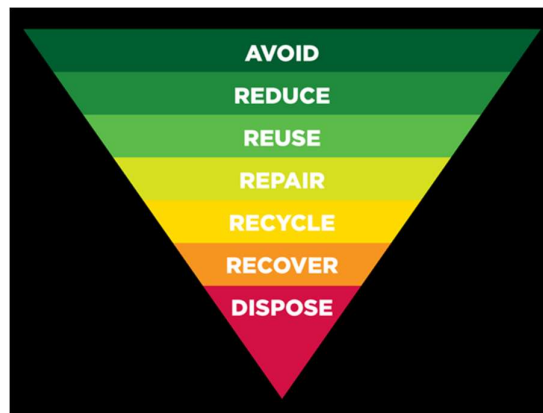 AVOID
REDUCE
REUSE
REPAIR
RECYCLE
RECOVER
DISPOSE